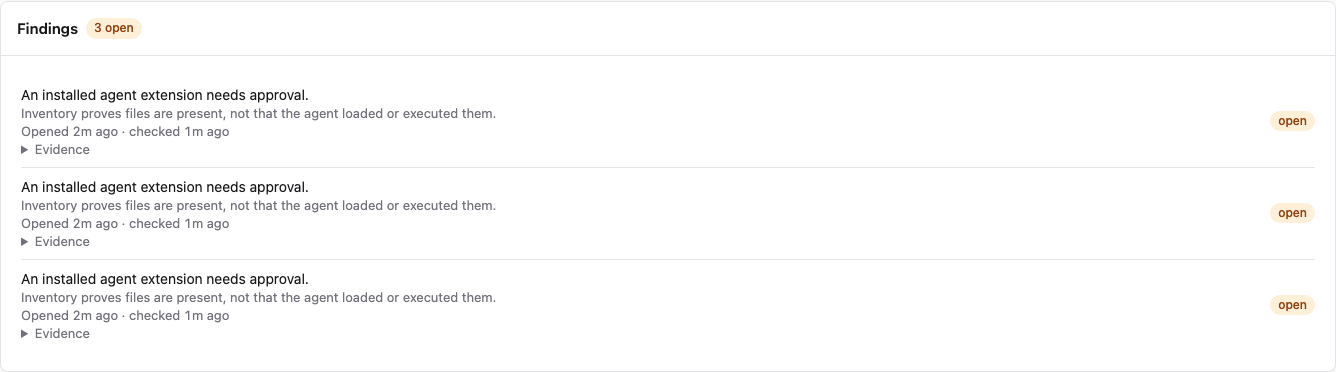 Findings 3 open
An installed agent extension needs approval.
Inventory proves files are present, not that the agent loaded or executed them.
Opened 2m ago · checked 1m ago
▶ Evidence
open
An installed agent extension needs approval.
Inventory proves files are present, not that the agent loaded or executed them.
Opened 2m ago · checked 1m ago
▶ Evidence
open
An installed agent extension needs approval.
Inventory proves files are present, not that the agent loaded or executed them.
Opened 2m ago · checked 1m ago
▶ Evidence
open